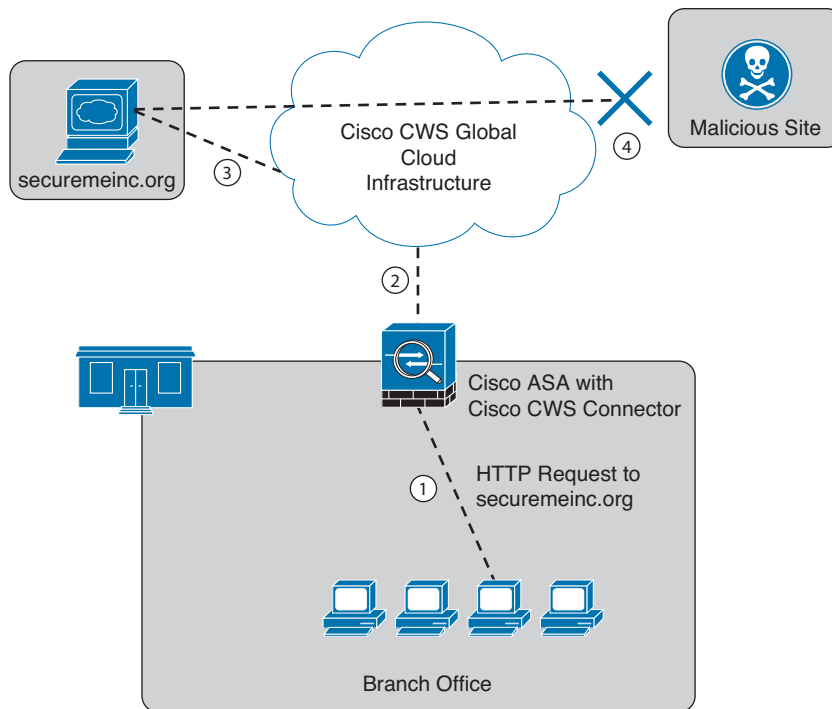 Cisco CWS Global
Cloud
Infrastructure
4
Malicious Site
securemeinc.org
3
2
Cisco ASA with
Cisco CWS Connector
1
HTTP Request to
securemeinc.org
Branch Office